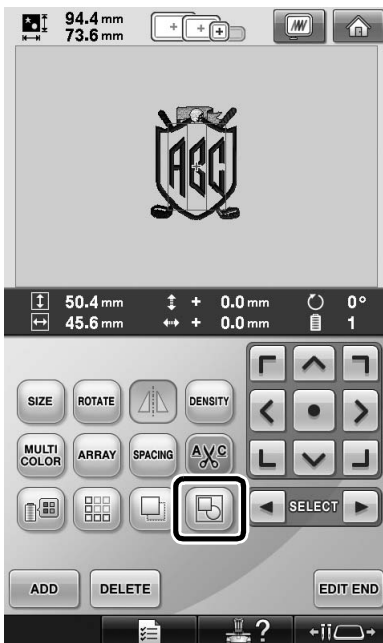 94.4 mm
73.6 mm
ABC
50.4 mm + 0.0 mm 0°
45.6 mm + 0.0 mm 1
SIZE ROTATE DENSITY
MULTI COLOR ARRAY SPACING A C
SELECT
ADD DELETE EDIT END
?